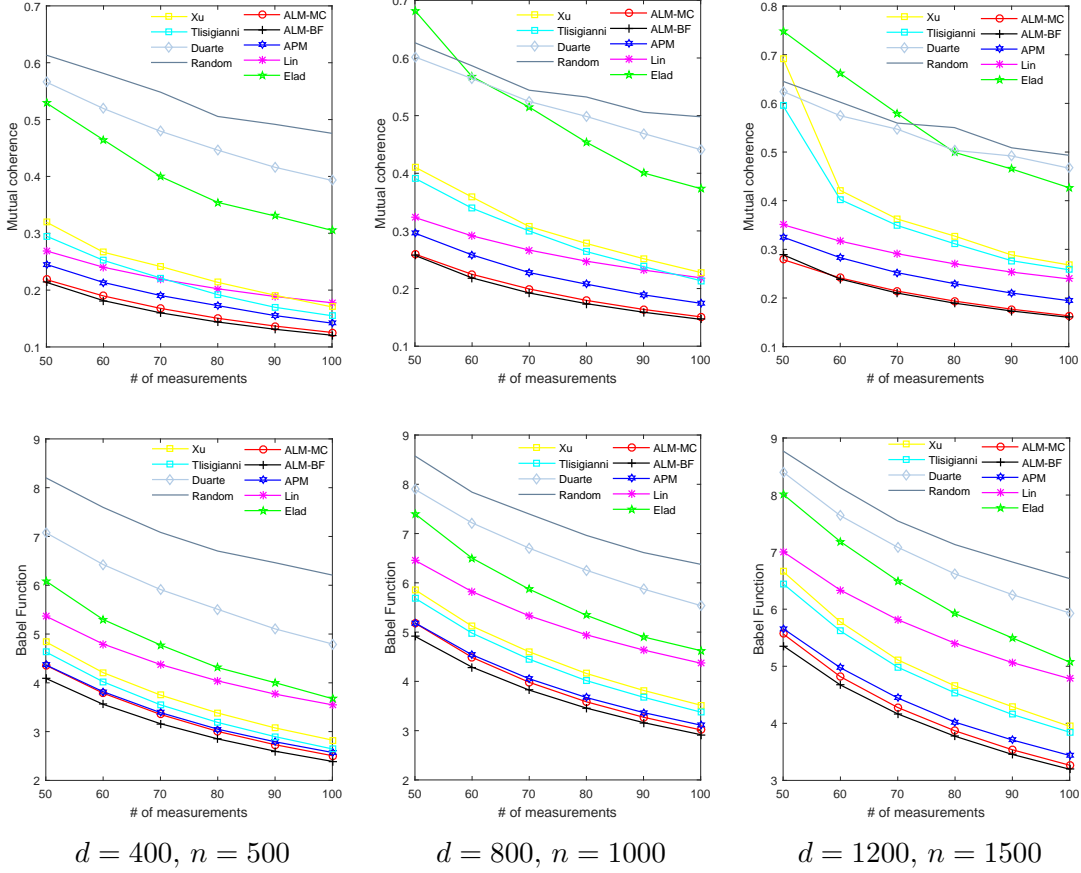 0.7
0.6
0.5
0.4
0.3
0.2
0.1
Mutual coherence
50 60 70 80 90 100
# of measurements
Xu
Tlisigianni
Duarte
Random
ALM-MC
ALM-BF
APM
Lin
Elad
0.7
0.6
0.5
0.4
0.3
0.2
0.1
Mutual coherence
50 60 70 80 90 100
# of measurements
Xu
Tlisigianni
Duarte
Random
ALM-MC
ALM-BF
APM
Lin
Elad
0.8
0.7
0.6
0.5
0.4
0.3
0.2
0.1
Mutual coherence
50 60 70 80 90 100
# of measurements
Xu
Tlisigianni
Duarte
Random
ALM-MC
ALM-BF
APM
Lin
Elad
9
8
7
6
5
4
3
2
Babel Function
50 60 70 80 90 100
# of measurements
Xu
Tlisigianni
Duarte
Random
ALM-MC
ALM-BF
APM
Lin
Elad
9
8
7
6
5
4
3
2
Babel Function
50 60 70 80 90 100
# of measurements
Xu
Tlisigianni
Duarte
Random
ALM-MC
ALM-BF
APM
Lin
Elad
9
8
7
6
5
4
3
Babel Function
50 60 70 80 90 100
# of measurements
Xu
Tlisigianni
Duarte
Random
ALM-MC
ALM-BF
APM
Lin
Elad
d = 400, n = 500
d = 800, n = 1000
d = 1200, n = 1500